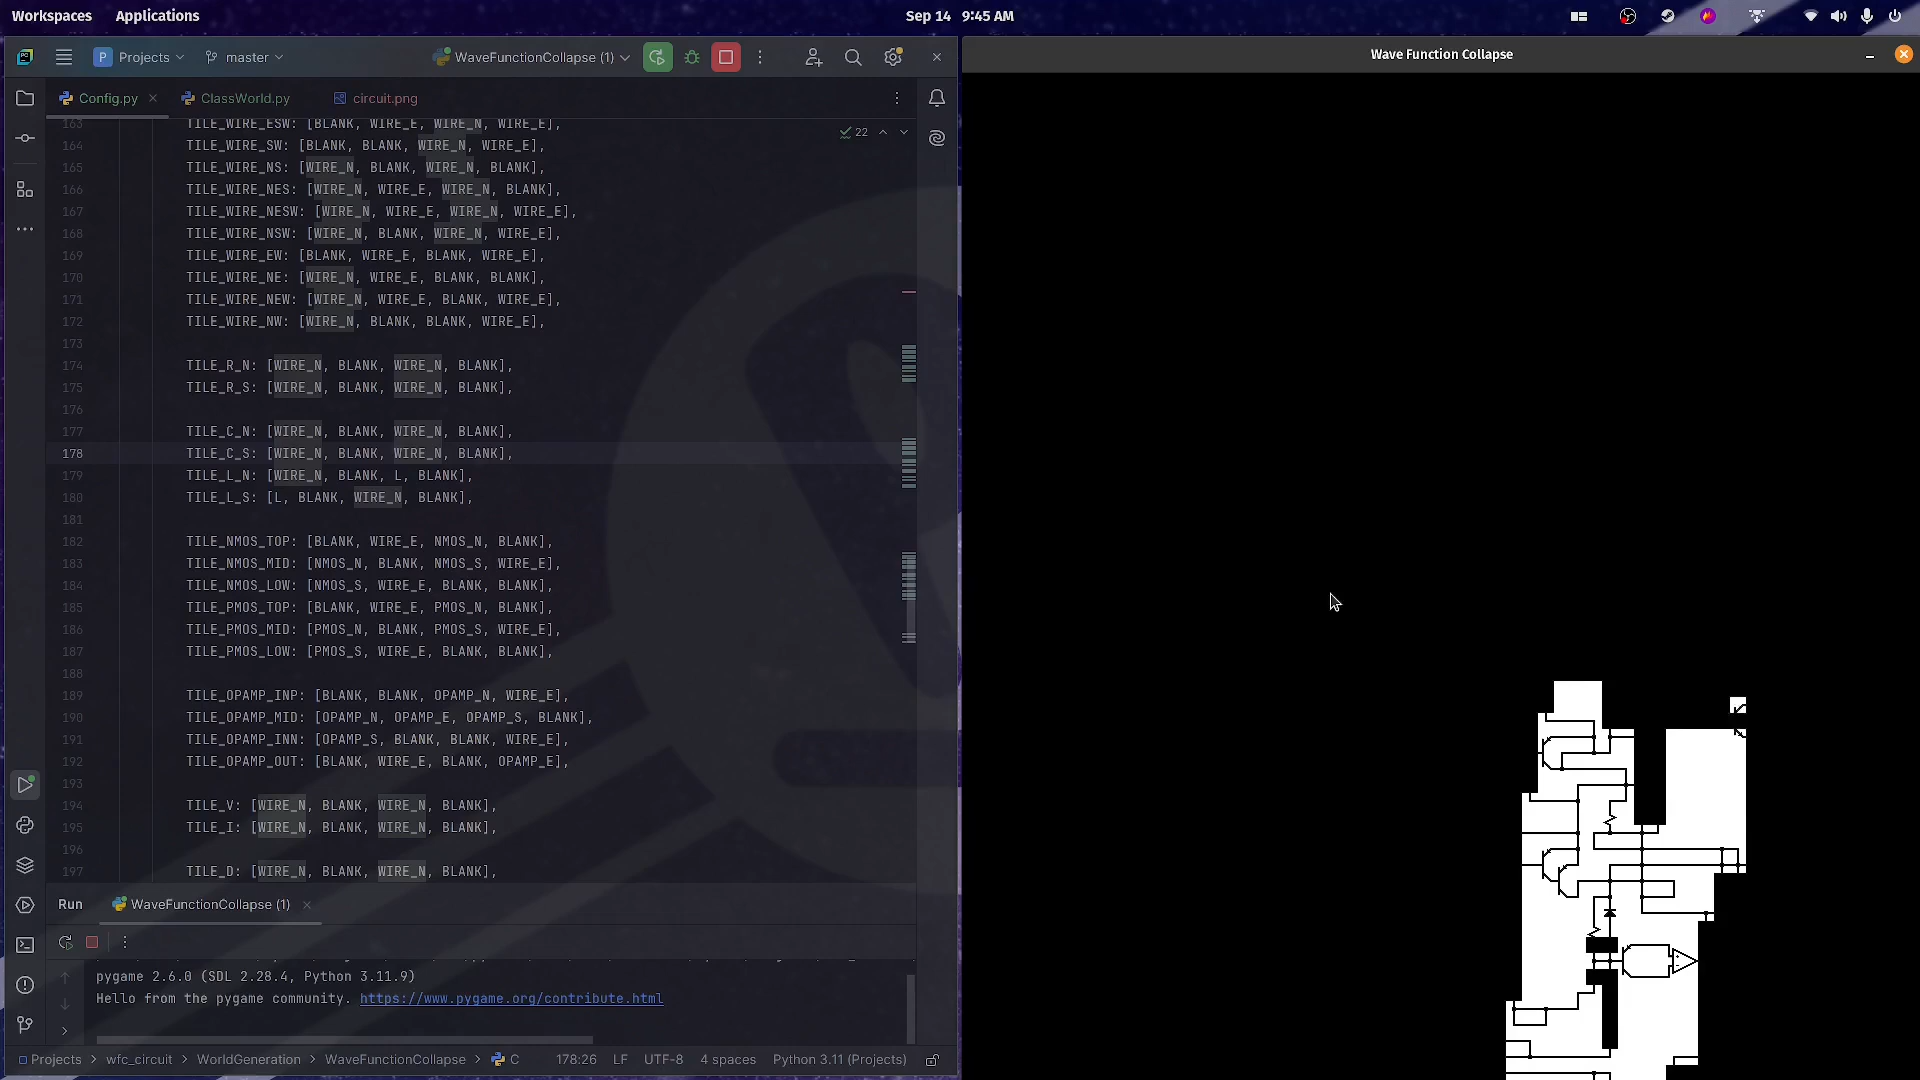 Workspaces Applications Sep 14 9:45 AM
P Projects master WaveFunctionCollapse (1)
Wave Function Collapse
Config.py ClassWorld.py circuit.png
22
163 TILE_WIRE_ESW: [BLANK, WIRE_E, WIRE_N, WIRE_E],
164 TILE_WIRE_SW: [BLANK, BLANK, WIRE_N, WIRE_E],
165 TILE_WIRE_NS: [WIRE_N, BLANK, WIRE_N, BLANK],
166 TILE_WIRE_NES: [WIRE_N, WIRE_E, WIRE_N, BLANK],
167 TILE_WIRE_NESW: [WIRE_N, WIRE_E, WIRE_N, WIRE_E],
168 TILE_WIRE_NSW: [WIRE_N, BLANK, WIRE_N, WIRE_E],
169 TILE_WIRE_EW: [BLANK, WIRE_E, BLANK, WIRE_E],
170 TILE_WIRE_NE: [WIRE_N, WIRE_E, BLANK, BLANK],
171 TILE_WIRE_NEW: [WIRE_N, WIRE_E, BLANK, WIRE_E],
172 TILE_WIRE_NW: [WIRE_N, BLANK, BLANK, WIRE_E],
173
174 TILE_R_N: [WIRE_N, BLANK, WIRE_N, BLANK],
175 TILE_R_S: [WIRE_N, BLANK, WIRE_N, BLANK],
176
177 TILE_C_N: [WIRE_N, BLANK, WIRE_N, BLANK],
178 TILE_C_S: [WIRE_N, BLANK, WIRE_N, BLANK],
179 TILE_L_N: [WIRE_N, BLANK, L, BLANK],
180 TILE_L_S: [L, BLANK, WIRE_N, BLANK],
181
182 TILE_NMOS_TOP: [BLANK, WIRE_E, NMOS_N, BLANK],
183 TILE_NMOS_MID: [NMOS_N, BLANK, NMOS_S, WIRE_E],
184 TILE_NMOS_LOW: [NMOS_S, WIRE_E, BLANK, BLANK],
185 TILE_PMOS_TOP: [BLANK, WIRE_E, PMOS_N, BLANK],
186 TILE_PMOS_MID: [PMOS_N, BLANK, PMOS_S, WIRE_E],
187 TILE_PMOS_LOW: [PMOS_S, WIRE_E, BLANK, BLANK],
188
189 TILE_OPAMP_INP: [BLANK, BLANK, OPAMP_N, WIRE_E],
190 TILE_OPAMP_MID: [OPAMP_N, OPAMP_E, OPAMP_S, BLANK],
191 TILE_OPAMP_INN: [OPAMP_S, BLANK, BLANK, WIRE_E],
192 TILE_OPAMP_OUT: [BLANK, WIRE_E, BLANK, OPAMP_E],
193
194 TILE_V: [WIRE_N, BLANK, WIRE_N, BLANK],
195 TILE_I: [WIRE_N, BLANK, WIRE_N, BLANK],
196
197 TILE_D: [WIRE_N, BLANK, WIRE_N, BLANK],
Run WaveFunctionCollapse (1)
pygame 2.6.0 (SDL 2.28.4, Python 3.11.9)
Hello from the pygame community. https://www.pygame.org/contribute.html
Projects wfc_circuit WorldGeneration WaveFunctionCollapse C 178:26 LF UTF-8 4 spaces Python 3.11 (Projects)